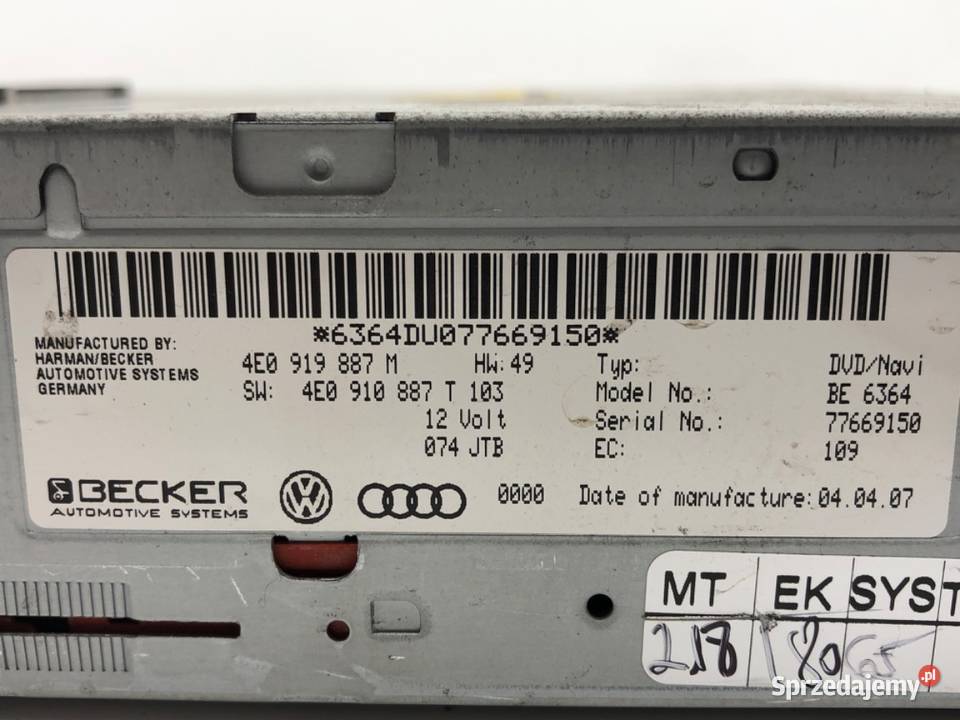 *6364DU077669150*
MANUFACTURED BY:
HARMAN/BECKER
AUTOMOTIVE SYSTEMS
GERMANY
4E0 919 887 M HW: 49 Typ: DVD/Navi
SW: 4E0 910 887 T 103 Model No.: BE 6364
12 Volt Serial No.: 77669150
074 JTB EC: 109
BECKER
AUTOMOTIVE SYSTEMS
0000 Date of manufacture: 04.04.07
MT EK SYST
218
Sprzedajemy.pl